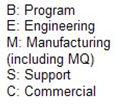 B: Program
E: Engineering
M: Manufacturing
(including MQ)
S: Support
C: Commercial